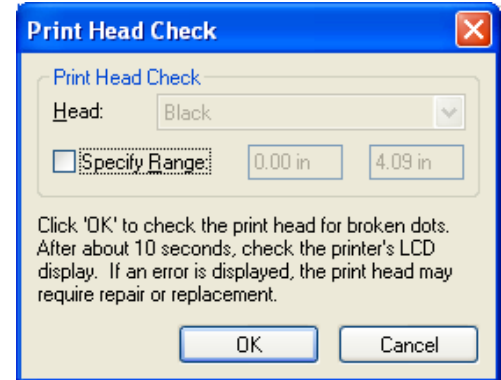 Print Head Check
Print Head Check
Head: Black
Specify Range: 0.00 in 4.09 in
Click 'OK' to check the print head for broken dots.
After about 10 seconds, check the printer's LCD
display. If an error is displayed, the print head may
require repair or replacement.
OK Cancel